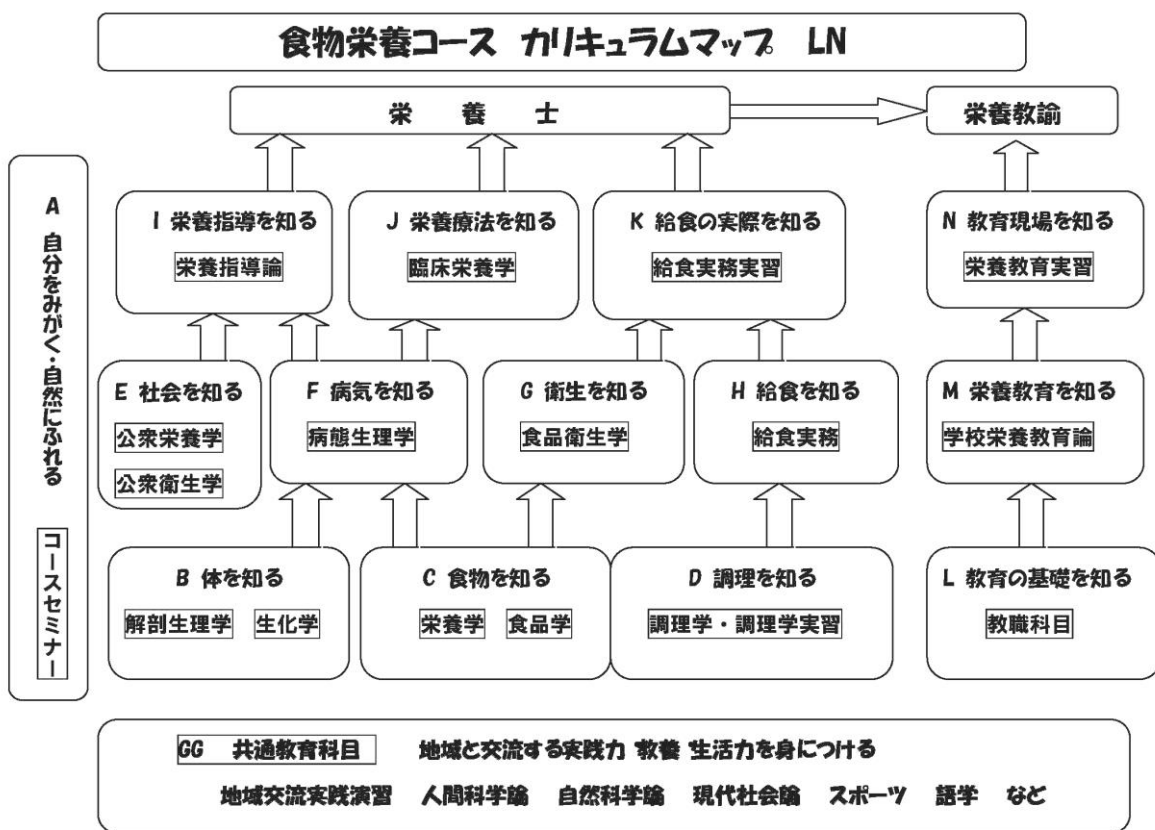 食物栄養コース カリキュラムマップ LN
栄 養 士
栄養教諭
A 自分をみがく・自然にふれる
コースセミナー
I 栄養指導を知る
栄養指導論
J 栄養療法を知る
臨床栄養学
K 給食の実際を知る
給食実務実習
N 教育現場を知る
栄養教育実習
E 社会を知る
公衆栄養学
公衆衛生学
F 病気を知る
病態生理学
G 衛生を知る
食品衛生学
H 給食を知る
給食実務
M 栄養教育を知る
学校栄養教育論
B 体を知る
解剖生理学 生化学
C 食物を知る
栄養学 食品学
D 調理を知る
調理学・調理学実習
L 教育の基礎を知る
教職科目
GG 共通教育科目 地域と交流する実践力 教養 生活力を身につける
地域交流実践演習 人間科学論 自然科学論 現代社会論 スポーツ 語学 など